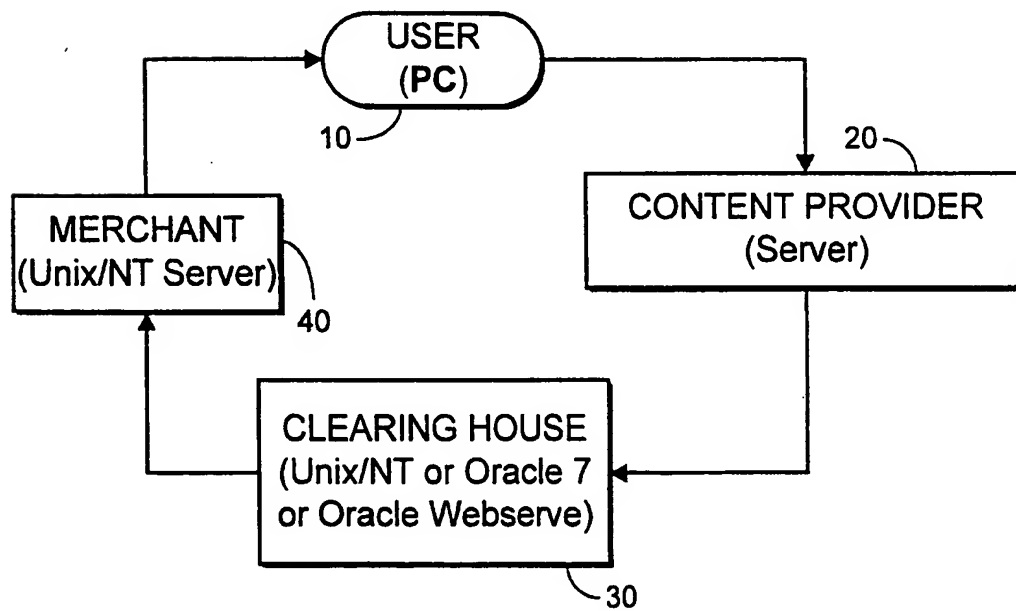 USER
(PC)
10
20
CONTENT PROVIDER
(Server)
MERCHANT
(Unix/NT Server)
40
CLEARING HOUSE
(Unix/NT or Oracle 7
or Oracle Webserve)
30